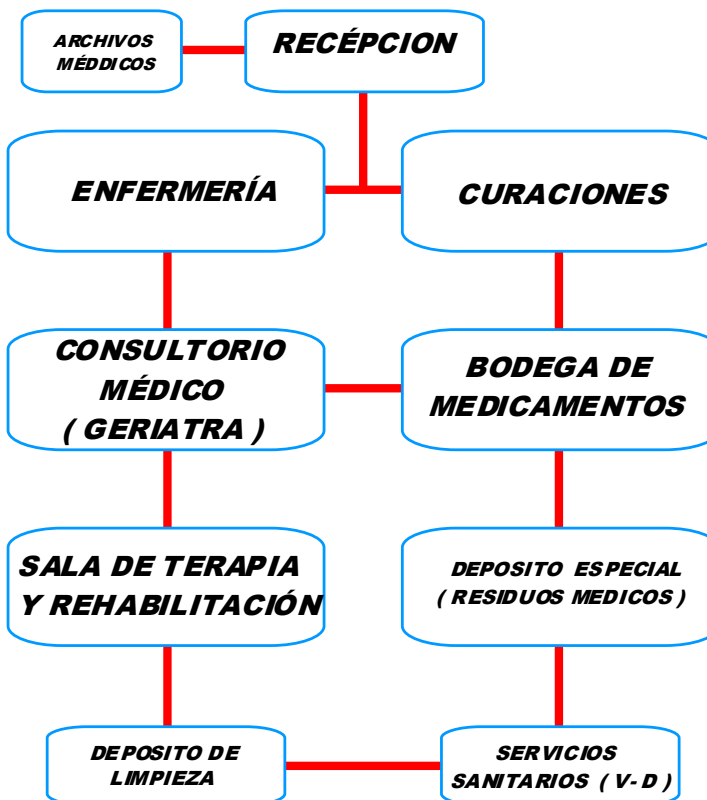 ARCHIVOS
MÉDDICOS
RECÉPCION
ENFERMERÍA
CURACIONES
CONSULTORIO
MÉDICO
( GERIATRA )
BODEGA DE
MEDICAMENTOS
SALA DE TERAPIA
Y REHABILITACIÓN
DEPOSITO ESPECIAL
( RESIDUOS MEDICOS )
DEPOSITO DE
LIMPIEZA
SERVICIOS
SANITARIOS ( V - D )